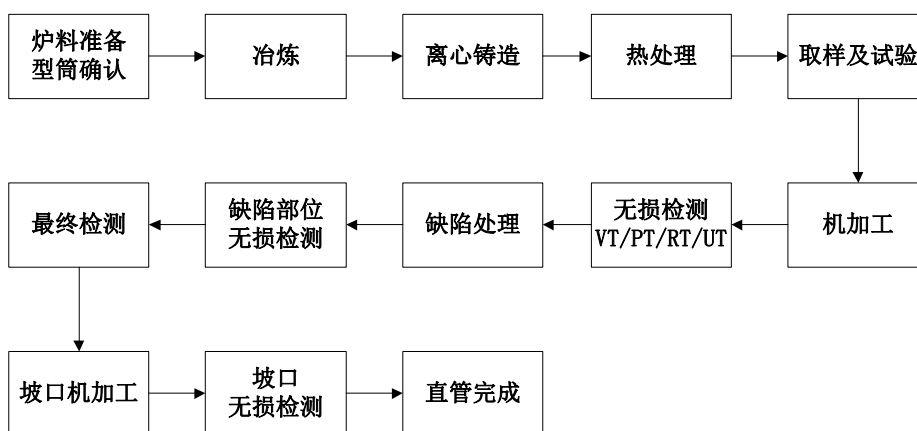 炉料准备
型筒确认
冶炼
离心铸造
热处理
取样及试验
机加工
无损检测
VT/PT/RT/UT
缺陷处理
缺陷部位
无损检测
最终检测
坡口机加工
坡口
无损检测
直管完成